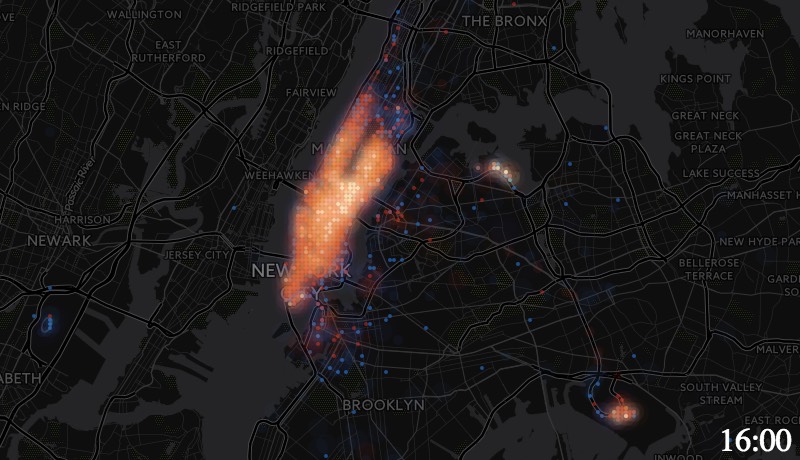 RIDGEFIELD PARK
WALLINGTON
THE BRONX
MANORHAVEN
EAST
RUTHERFORD
RIDGEFIELD
KINGS POINT
FAIRVIEW
EN RIDGE
GREAT NECK
GREAT NECK
PLAZA
WEEHAWKEN
LAKE SUCCESS
Passaic River
MANHASSET H
HARRISON
NEWARK
JERSEY CITY
NEW HYDE PAR
NEW YORK
BELLEROSE
TERRACE
GARDE
SO
MALVER
ABETH
SOUTH VALLEY
STREAM
BROOKLYN
EAST ROC
INWOOD
16:00